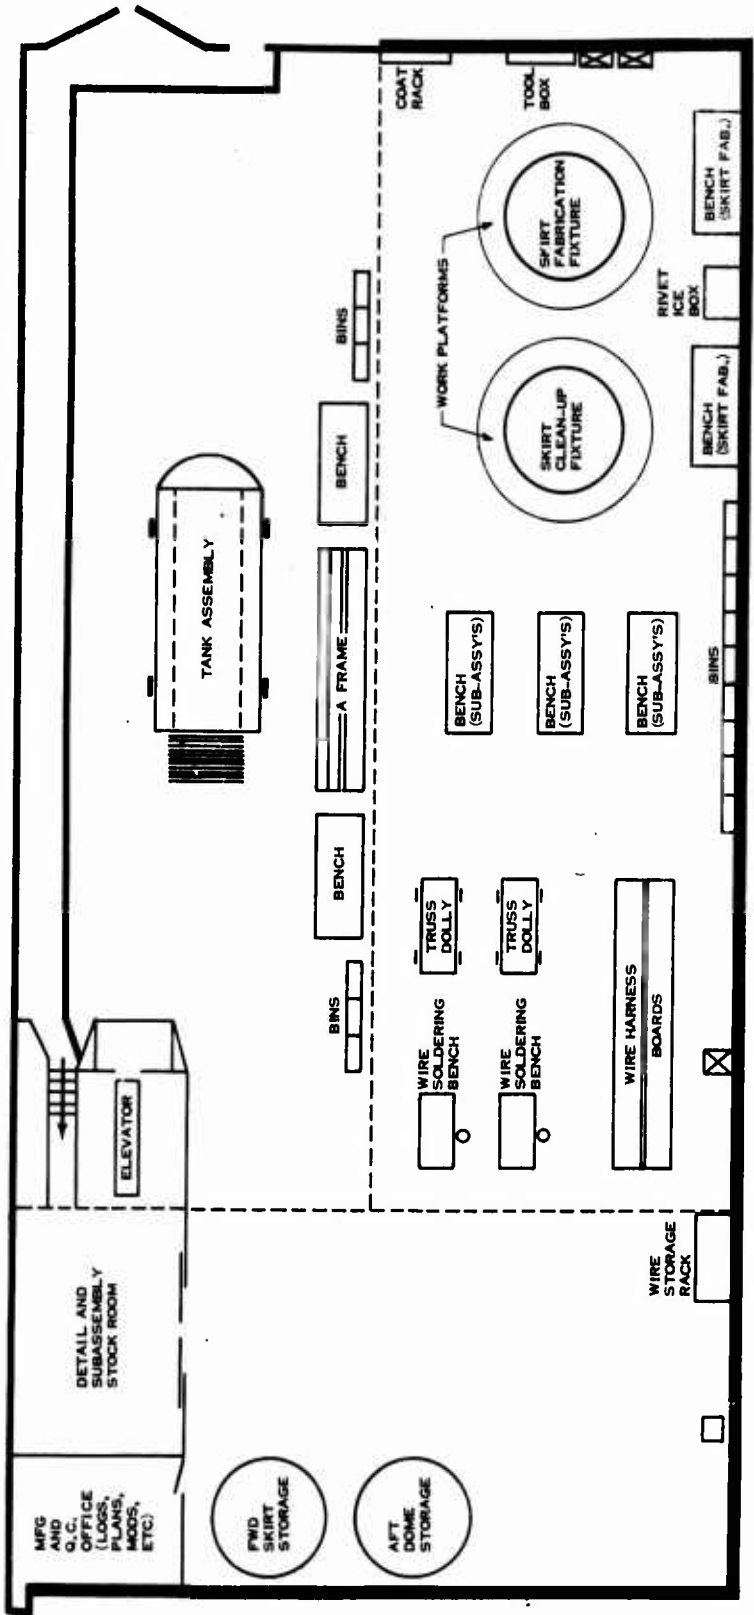 MFG
AND
Q.C.
OFFICE
(LOGS,
PLANS,
MODS,
ETC)
DETAIL AND
SUBASSEMBLY
STOCK ROOM
ELEVATOR
FWD
SKIRT
STORAGE
AFT
DOME
STORAGE
TANK ASSEMBLY
BINS
BENCH
A FRAME
BENCH
BINS
COAT
RACK
TOOL
BOX
WORK PLATFORMS
SKIRT
FABRICATION
FIXTURE
SKIRT
CLEAN-UP
FIXTURE
BENCH
(SKIRT FAB.)
RIVET
ICE
BOX
BENCH
(SKIRT FAB.)
BENCH
(SUB-ASSY'S)
BENCH
(SUB-ASSY'S)
BENCH
(SUB-ASSY'S)
BINS
TRUSS
DOLLY
TRUSS
DOLLY
WIRE
SOLDERING
BENCH
WIRE
SOLDERING
BENCH
WIRE HARNESS
BOARDS
WIRE
STORAGE
RACK